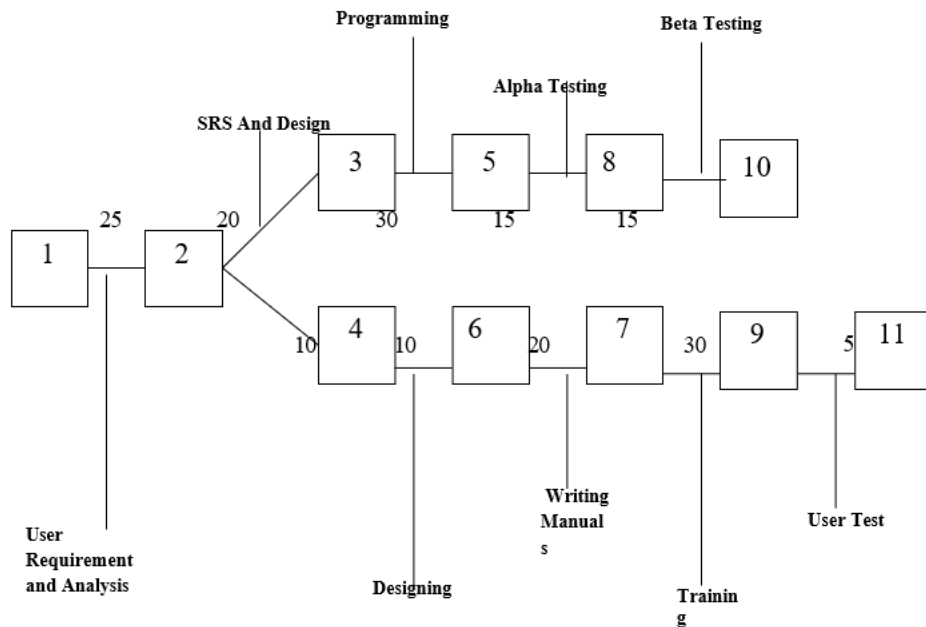 Programming
Beta Testing
Alpha Testing
SRS And Design
3
5
8
10
25
20
30
15
15
1
2
4
6
7
9
11
10
10
20
30
5
Writing
Manual
s
User Test
User
Requirement
and Analysis
Designing
Trainin
g